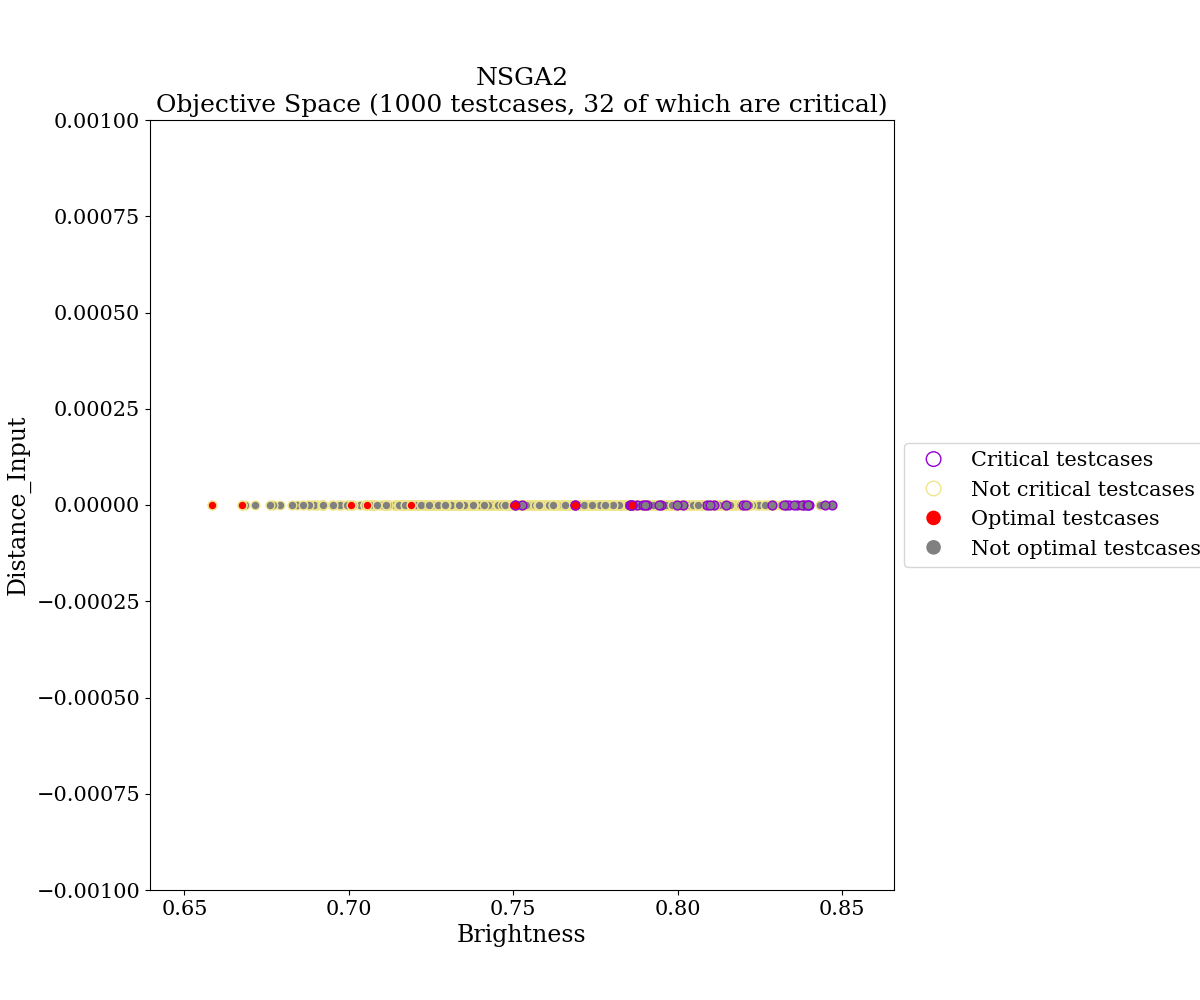 NSGA2
Objective Space (1000 testcases, 32 of which are critical)
0.00100
0.00075
0.00050
0.00025
0.00000
−0.00025
−0.00050
−0.00075
−0.00100
Distance_Input
0.65
0.70
0.75
0.80
0.85
Brightness
Critical testcases
Not critical testcases
Optimal testcases
Not optimal testcases